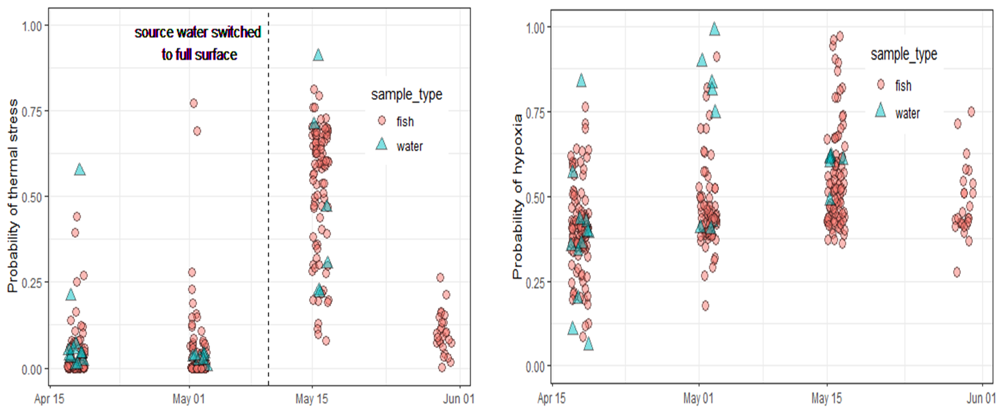 Probability of thermal stress
1.00
0.75
0.50
0.25
0.00
source water switched
to full surface
sample_type
fish
water
Apr 15
May 01
May 15
Jun 01
Probability of hypoxia
1.00
0.75
0.50
0.25
0.00
sample_type
fish
water
Apr 15
May 01
May 15
Jun 01